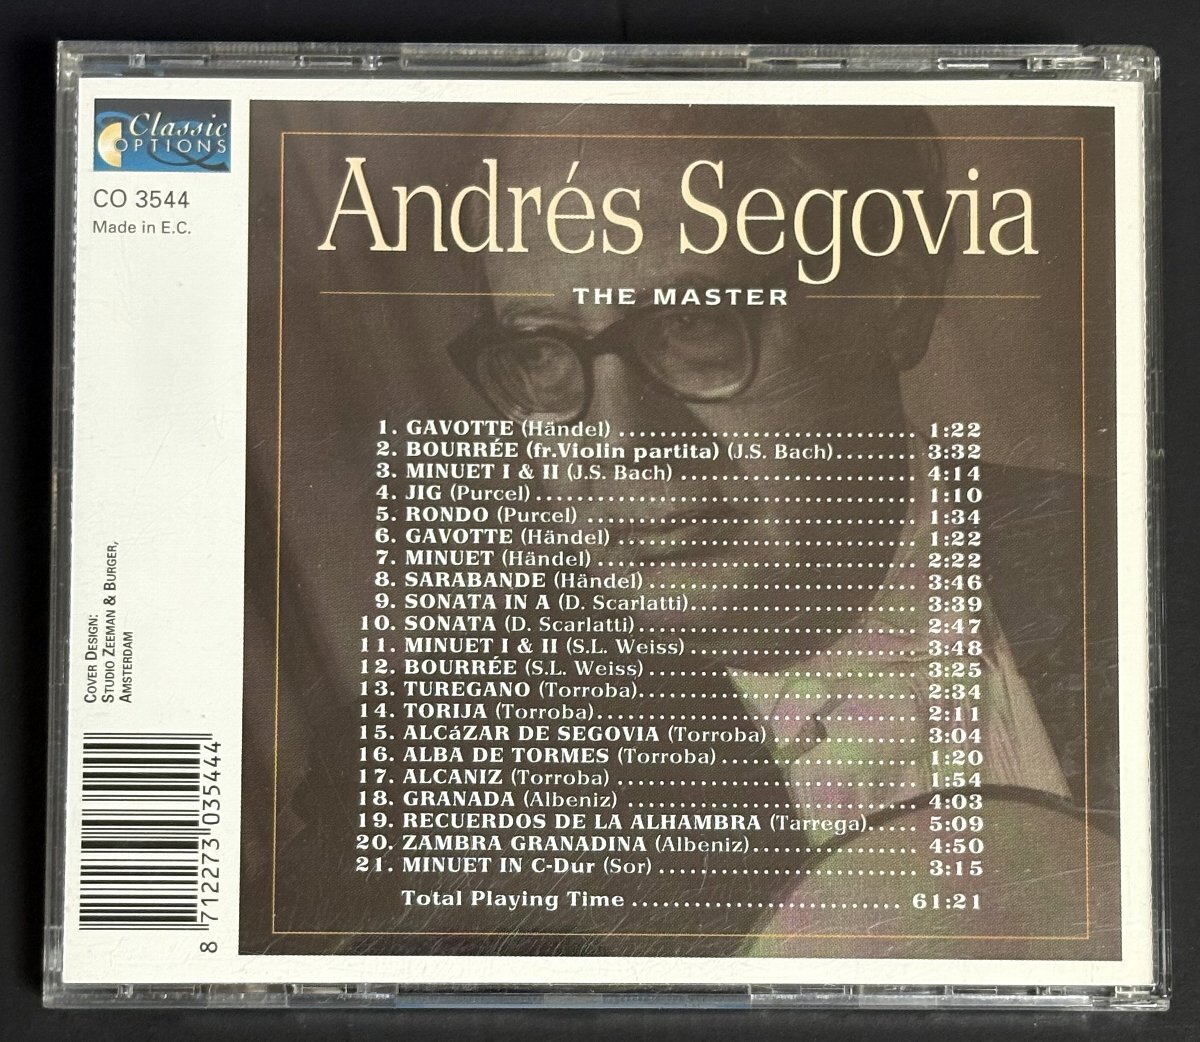 Classic
OPTIONS
CO 3544
Made in E.C.
Andrés Segovia
THE MASTER
1. GAVOTTE (Händel) 1:22
2. BOURRÉE (fr.Violin partita) (J.S. Bach) 3:32
3. MINUET I & II (J.S. Bach) 4:14
4. JIG (Purcel) 1:10
5. RONDO (Purcel) 1:34
6. GAVOTTE (Händel) 1:22
7. MINUET (Händel) 2:22
8. SARABANDE (Händel) 3:46
9. SONATA IN A (D. Scarlatti) 3:39
10. SONATA (D. Scarlatti) 2:47
11. MINUET I & II (S.L. Weiss) 3:48
12. BOURRÉE (S.L. Weiss) 3:25
13. TUREGANO (Torroba) 2:34
14. TORIJA (Torroba) 2:11
15. ALCáZAR DE SEGOVIA (Torroba) 3:04
16. ALBA DE TORMES (Torroba) 1:20
17. ALCANIZ (Torroba) 1:54
18. GRANADA (Albeniz) 4:03
19. RECUERDOS DE LA ALHAMBRA (Tarrega) 5:09
20. ZAMBRA GRANADINA (Albeniz) 4:50
21. MINUET IN C-Dur (Sor) 3:15
Total Playing Time 61:21
COVER DESIGN:
STUDIO ZEEMAN & BURGER,
AMSTERDAM
8 712273 035444